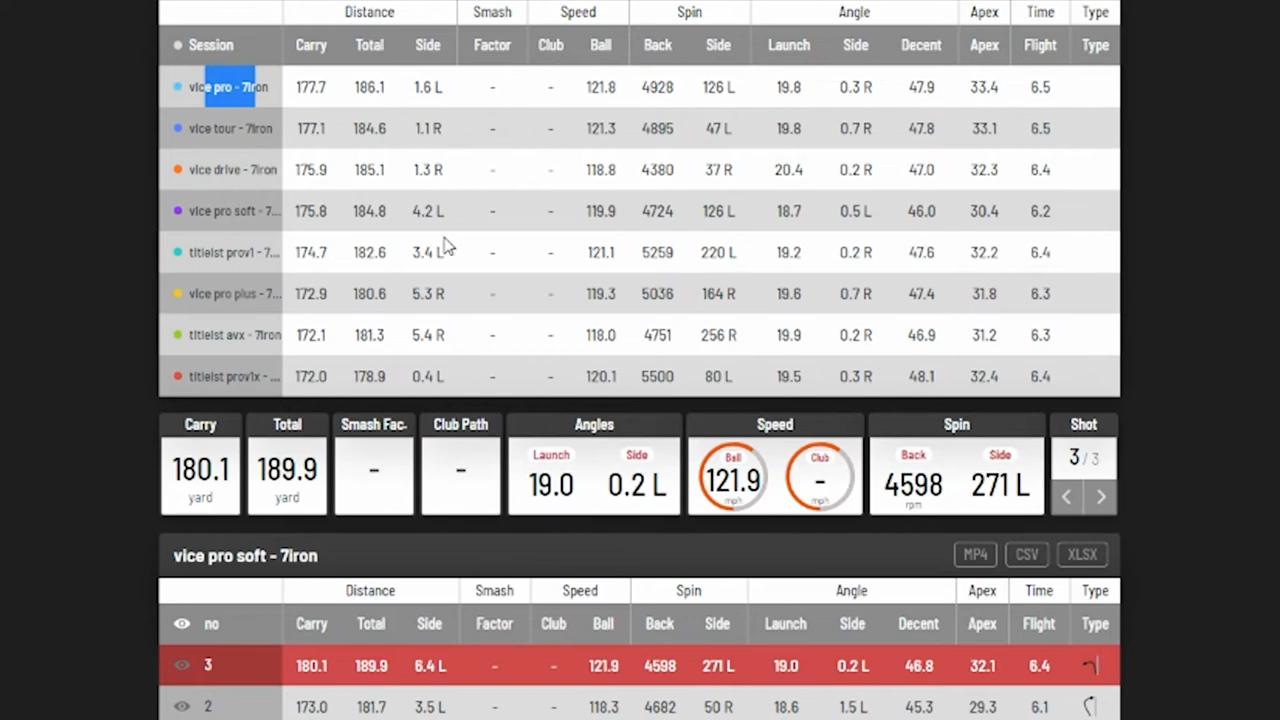 Distance Smash Speed Spin Angle Apex Time Type
Session Carry Total Side Factor Club Ball Back Side Launch Side Decent Apex Flight Type
vice pro - 7iron 177.7 186.1 1.6 L - - 121.8 4928 126 L 19.8 0.3 R 47.9 33.4 6.5
vice tour - 7iron 177.1 184.6 1.1 R - - 121.3 4895 47 L 19.8 0.7 R 47.8 33.1 6.5
vice drive - 7iron 175.9 185.1 1.3 R - - 118.8 4380 37 R 20.4 0.2 R 47.0 32.3 6.4
vice pro soft - 7... 175.8 184.8 4.2 L - - 119.9 4724 126 L 18.7 0.5 L 46.0 30.4 6.2
titleist prov1 - 7... 174.7 182.6 3.4 L - - 121.1 5259 220 L 19.2 0.2 R 47.6 32.2 6.4
vice pro plus - 7... 172.9 180.6 5.3 R - - 119.3 5036 164 R 19.6 0.7 R 47.4 31.8 6.3
titleist avx - 7iron 172.1 181.3 5.4 R - - 118.0 4751 256 R 19.9 0.2 R 46.9 31.2 6.3
titleist prov1x - ... 172.0 178.9 0.4 L - - 120.1 5500 80 L 19.5 0.3 R 48.1 32.4 6.4
Carry Total Smash Fac. Club Path Angles Speed Spin Shot
Launch Side Ball Club Back Side
180.1 189.9 - - 19.0 0.2 L 121.9 - 4598 271 L 3 / 3
yard yard mph mph rpm
vice pro soft - 7iron MP4 CSV XLSX
Distance Smash Speed Spin Angle Apex Time Type
no Carry Total Side Factor Club Ball Back Side Launch Side Decent Apex Flight Type
3 180.1 189.9 6.4 L - - 121.9 4598 271 L 19.0 0.2 L 46.8 32.1 6.4
2 173.0 181.7 3.5 L - - 118.3 4682 50 R 18.6 1.5 L 45.3 29.3 6.1